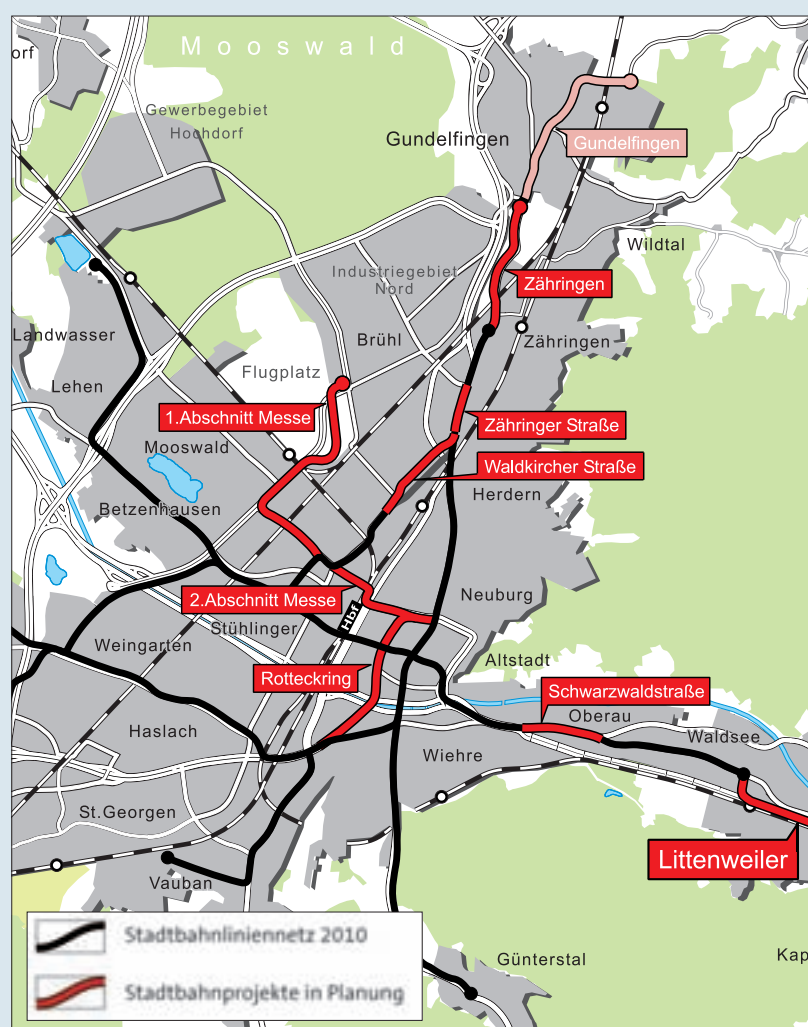 orf
Mooswald
Gewerbegebiet
Hochdorf
Gundelfingen
Gundelfingen
Wildtal
Industriegebiet
Nord
Zähringen
Landwasser
Brühl
Zähringen
Lehen
Flugplatz
1.Abschnitt Messe
Zähringer Straße
Mooswald
Waldkircher Straße
Herdern
Betzenhausen
2.Abschnitt Messe
Hbf
Neuburg
Stühlinger
Weingarten
Altstadt
Rotteckring
Schwarzwaldstraße
Oberau
Haslach
Waldsee
Wiehre
St.Georgen
Littenweiler
Vauban
Stadtbahnliniennetz 2010
Günterstal
Kap
Stadtbahnprojekte in Planung